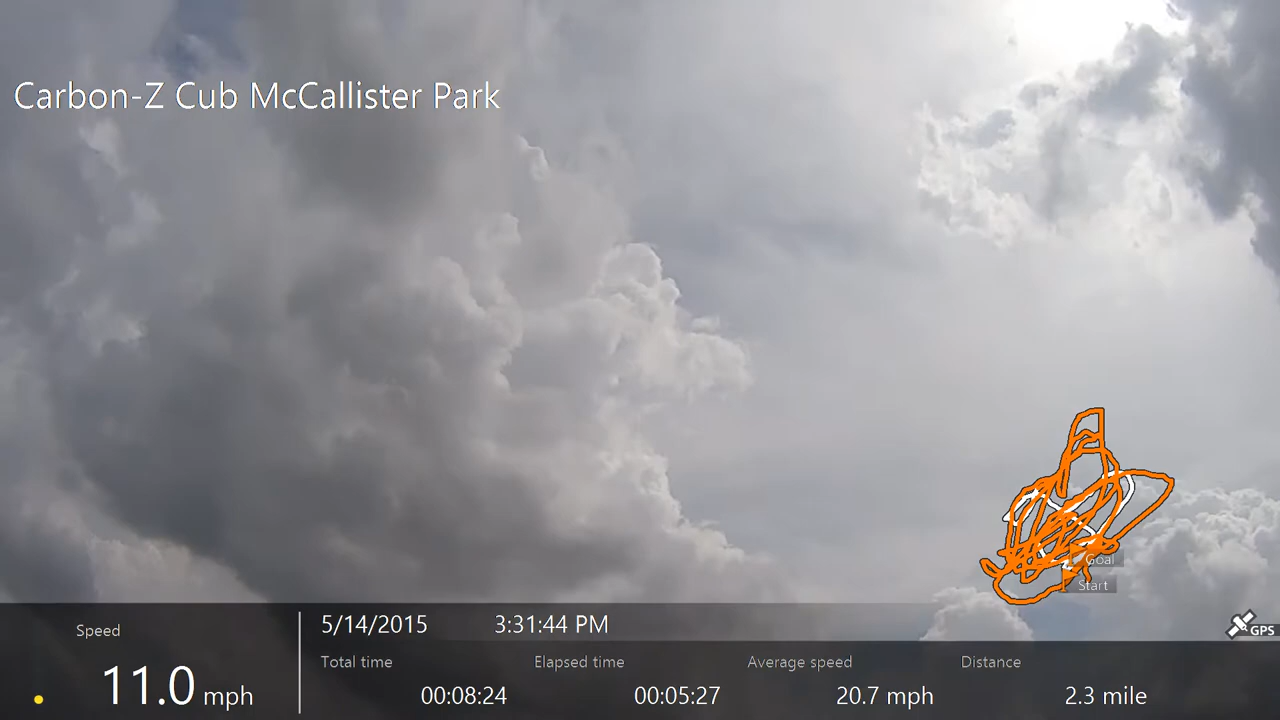 Carbon-Z Cub McCallister Park
Goal
Start
Speed
11.0 mph
5/14/2015 3:31:44 PM
GPS
Total time Elapsed time Average speed Distance
00:08:24 00:05:27 20.7 mph 2.3 mile